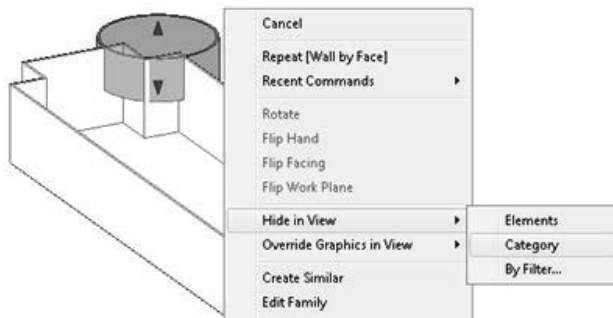 Cancel
Repeat [Wall by Face]
Recent Commands
Rotate
Flip Hand
Flip Facing
Flip Work Plane
Hide in View
Override Graphics in View
Create Similar
Edit Family
Elements
Category
By Filter...